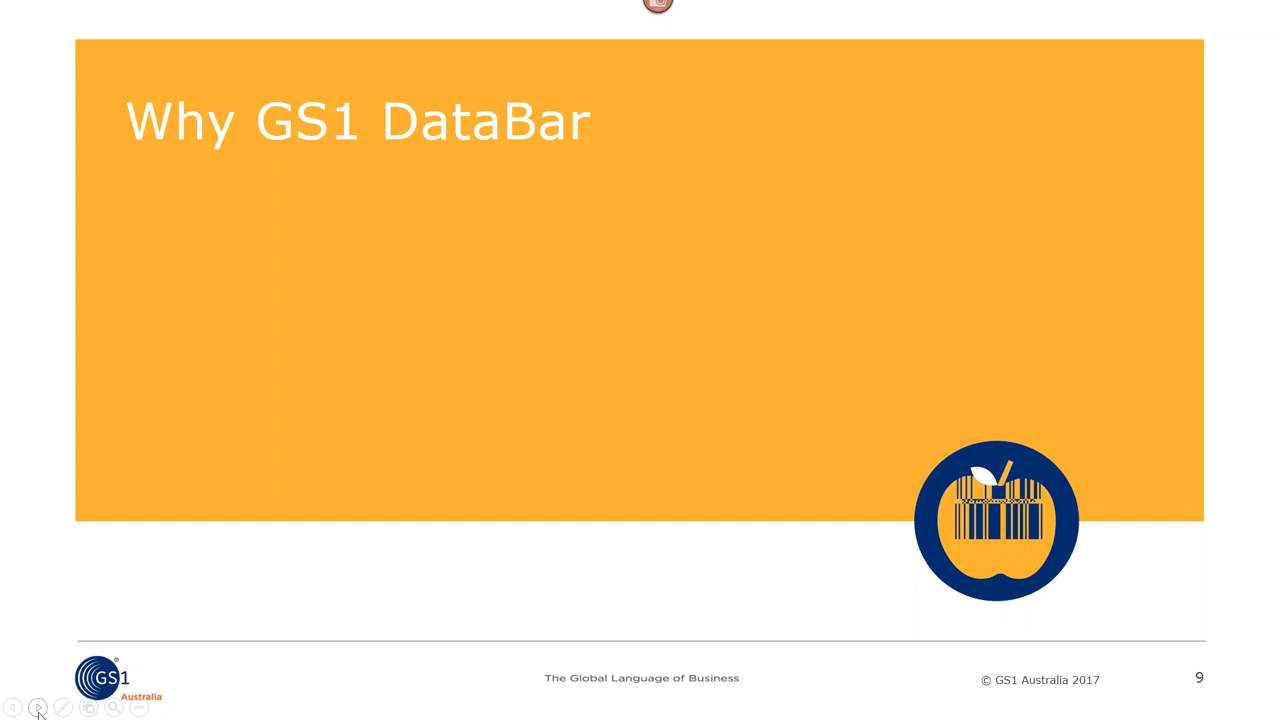 Why GS1 DataBar
GS1
®
Australia
The Global Language of Business
© GS1 Australia 2017
9